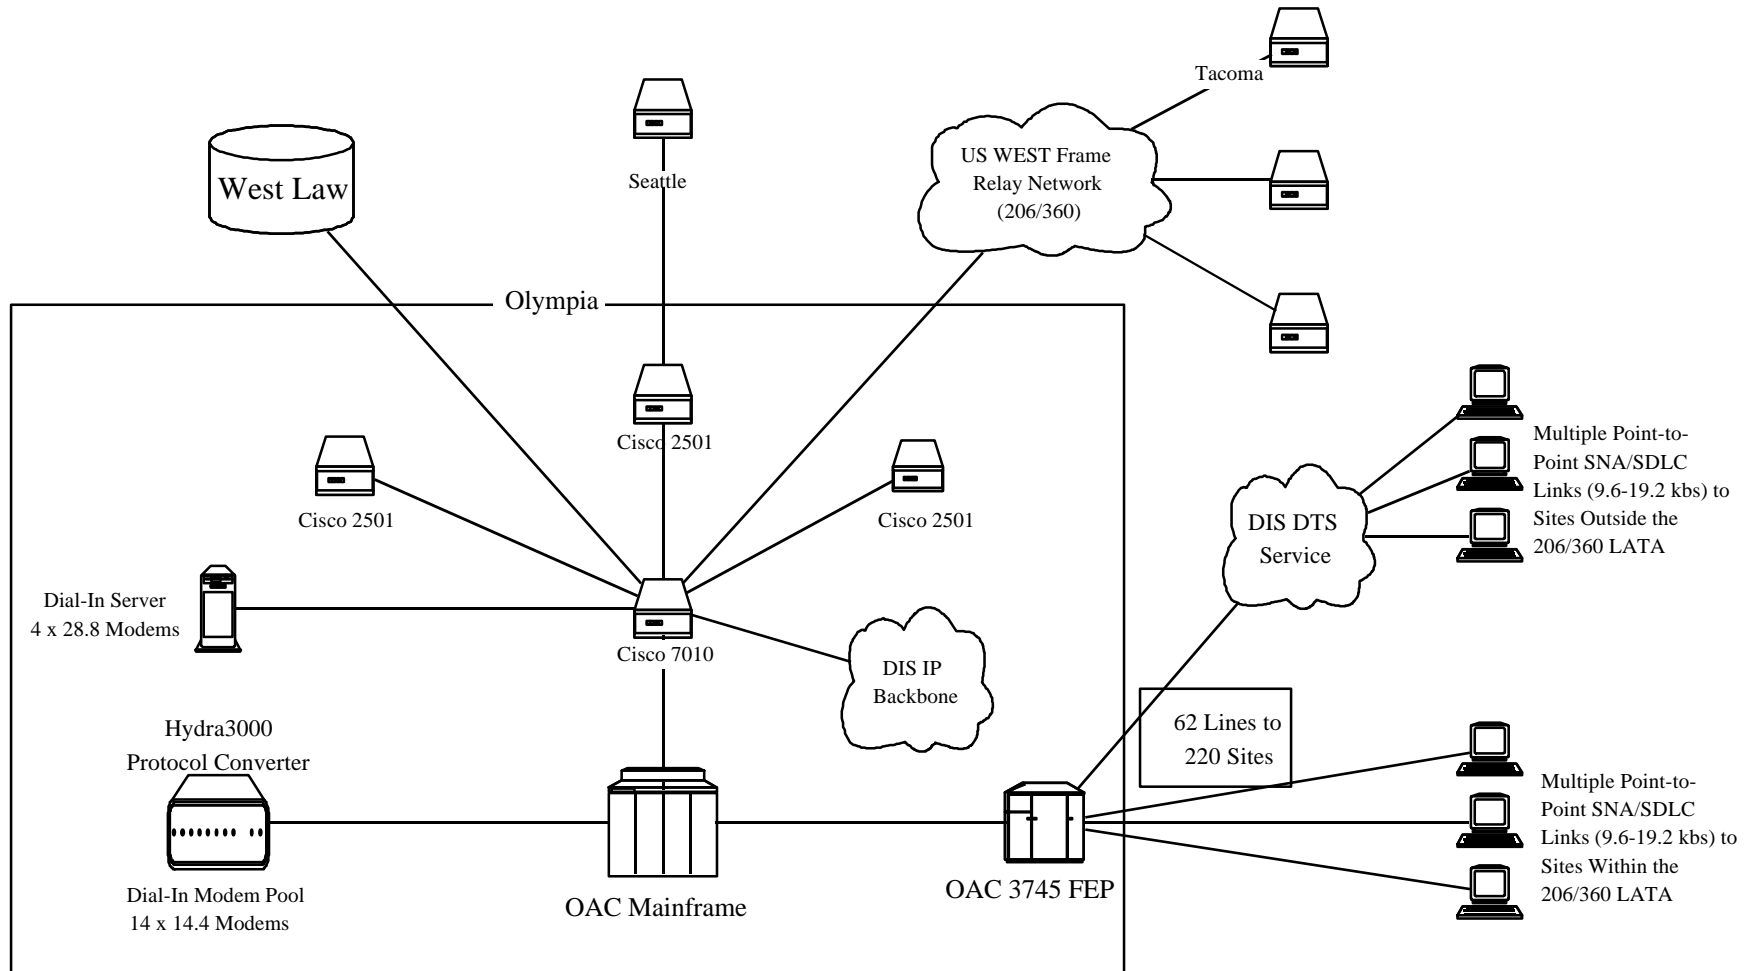 Tacoma
US WEST Frame
Relay Network
(206/360)
West Law
Seattle
Olympia
Cisco 2501
Cisco 2501
Cisco 2501
Multiple Point-to-
Point SNA/SDLC
Links (9.6-19.2 kbs) to
Sites Outside the
206/360 LATA
DIS DTS
Service
Dial-In Server
4 x 28.8 Modems
Cisco 7010
DIS IP
Backbone
62 Lines to
220 Sites
Hydra3000
Protocol Converter
Multiple Point-to-
Point SNA/SDLC
Links (9.6-19.2 kbs) to
Sites Within the
206/360 LATA
Dial-In Modem Pool
14 x 14.4 Modems
OAC Mainframe
OAC 3745 FEP